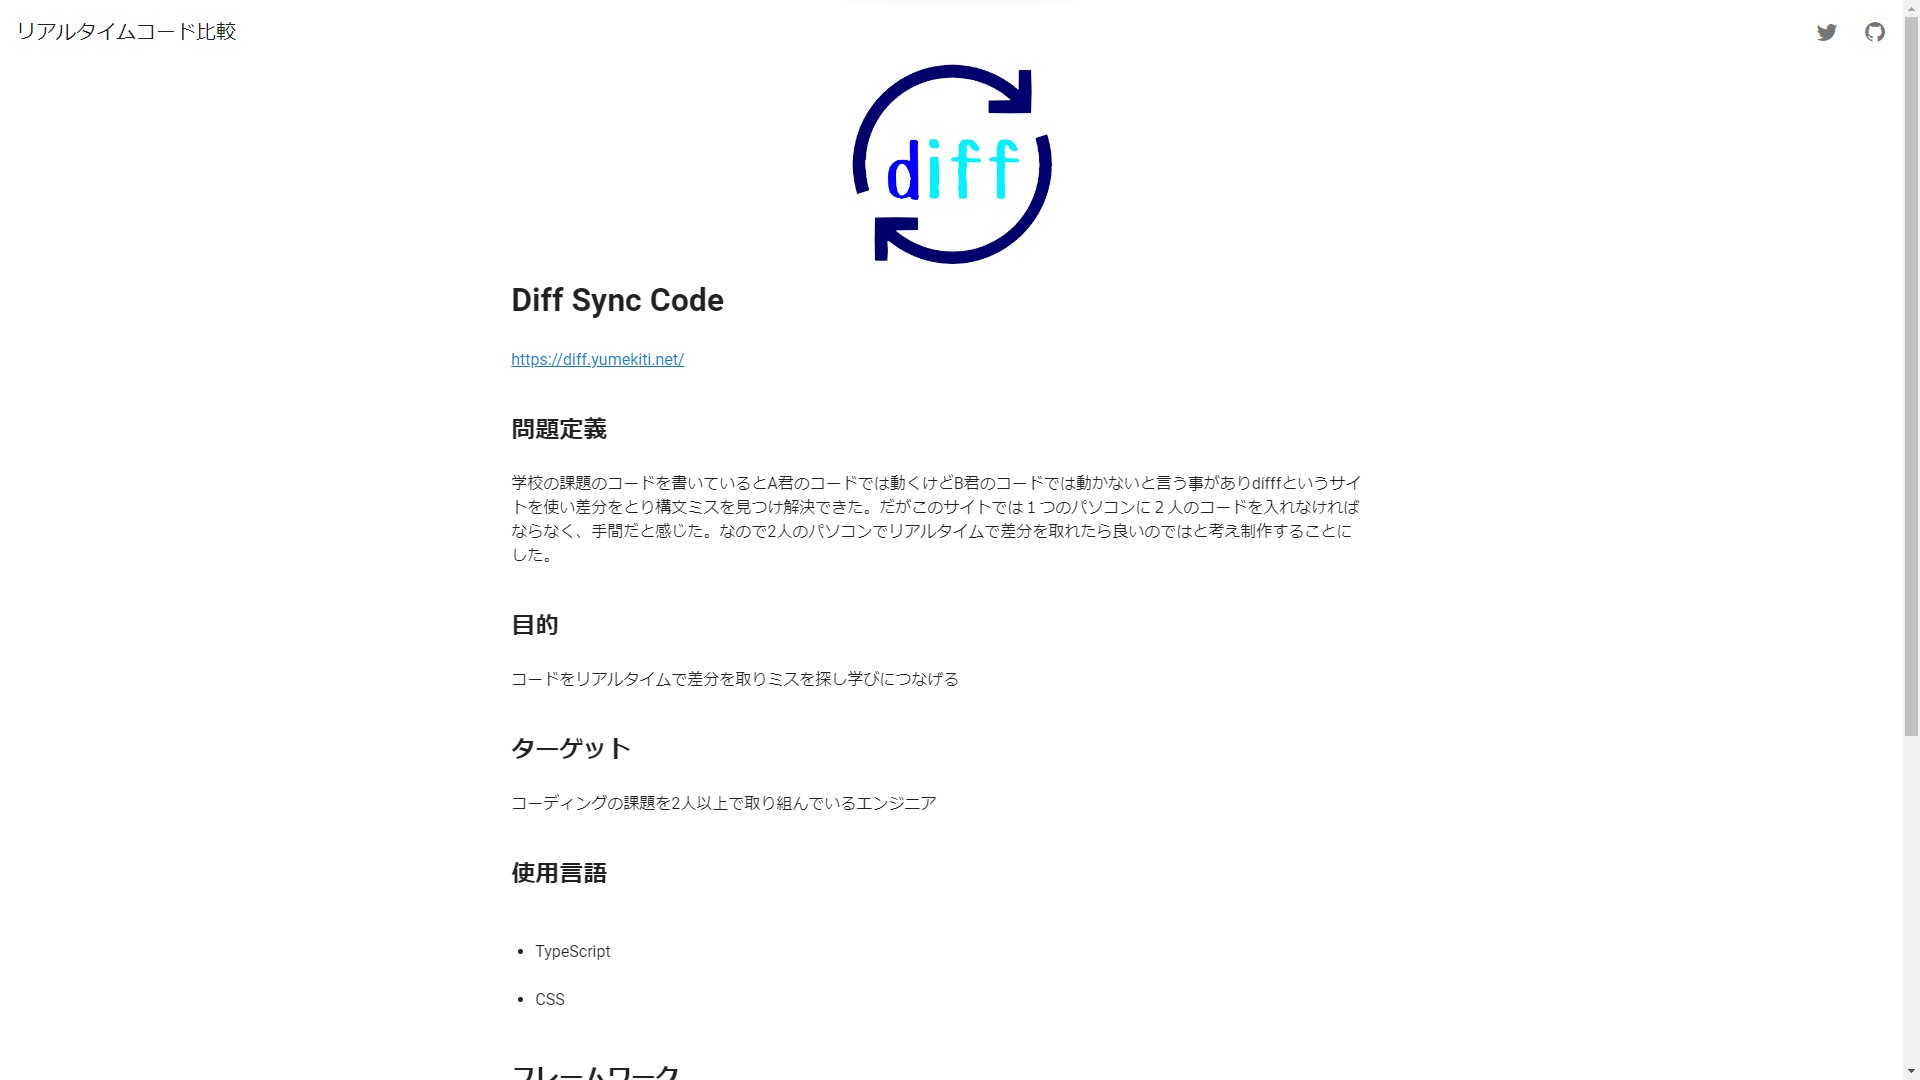 リアルタイムコード比較
diff
Diff Sync Code
https://diff.yumekiti.net/
問題定義
学校の課題のコードを書いているとA君のコードでは動くけどB君のコードでは動かないと言う事がありdifffというサイ
トを使い差分をとり構文ミスを見つけ解決できた。だがこのサイトでは１つのパソコンに２人のコードを入れなければ
ならなく、手間だと感じた。なので2人のパソコンでリアルタイムで差分を取れたら良いのではと考え制作することに
した。
目的
コードをリアルタイムで差分を取りミスを探し学びにつなげる
ターゲット
コーディングの課題を2人以上で取り組んでいるエンジニア
使用言語
• TypeScript
• CSS
フレームワーク